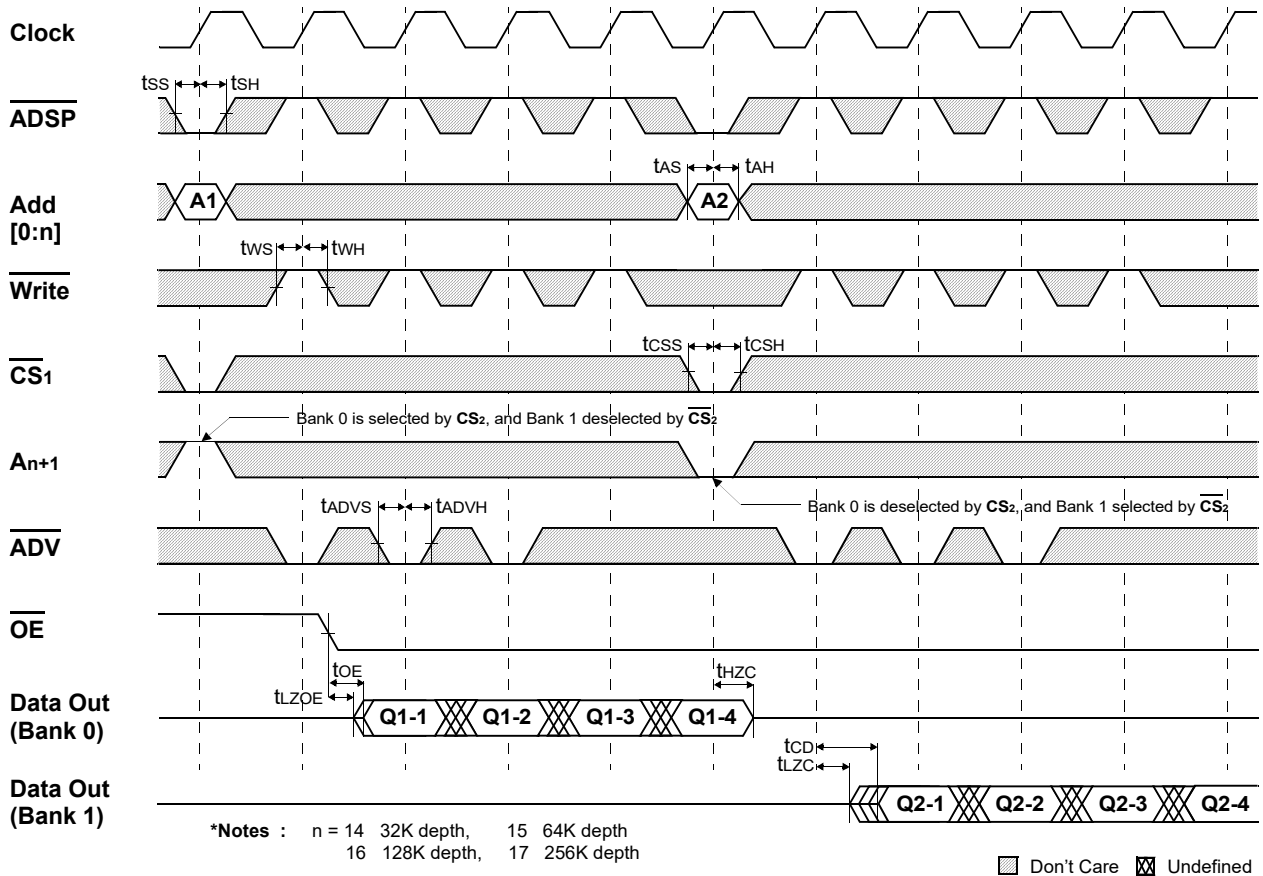 Clock
tSS tSH
ADSP
tAS tAH
Add
[0:n]
A1 A2
tWS tWH
Write
tCSS tCSH
CS1
Bank 0 is selected by CS2, and Bank 1 deselected by CS2
An+1
Bank 0 is deselected by CS2, and Bank 1 selected by CS2
tADVS tADVH
ADV
OE
tOE tHZC
tLZOE
Data Out
(Bank 0)
Q1-1 Q1-2 Q1-3 Q1-4
tCD
tLZC
Data Out
(Bank 1)
Q2-1 Q2-2 Q2-3 Q2-4
*Notes : n = 14 32K depth, 15 64K depth
16 128K depth, 17 256K depth
Don't Care Undefined